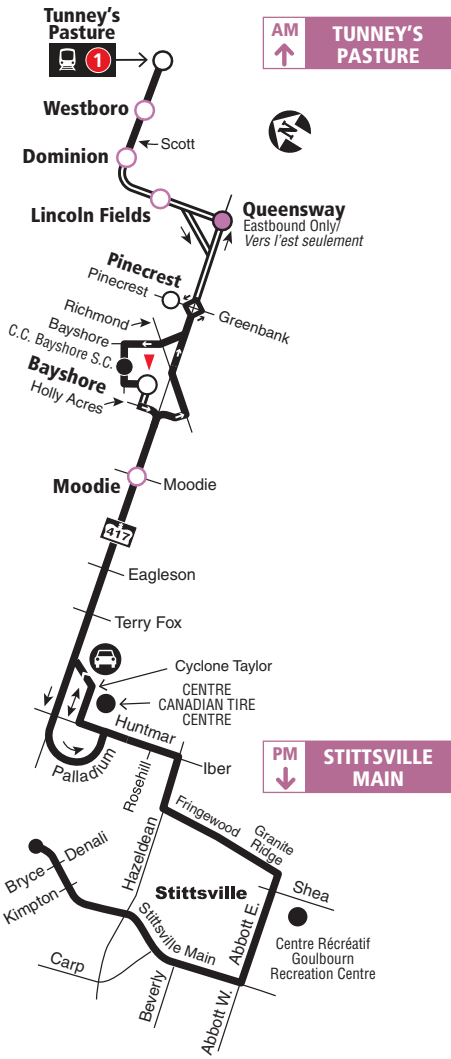 Tunney's
Pasture
1
AM
TUNNEY'S
PASTURE
Westboro
Scott
N
Dominion
Lincoln Fields
Queensway
Eastbound Only/
Vers l'est seulement
Pinecrest
Pinecrest
Greenbank
Richmond
Bayshore
C.C. Bayshore S.C.
Bayshore
Holly Acres
Moodie
Moodie
417
Eagleson
Terry Fox
Cyclone Taylor
CENTRE
CANADIAN TIRE
CENTRE
Huntmar
Palladium
Iber
Rosehill
PM
STITTSVILLE
MAIN
Fringewood
Granite
Ridge
Hazeldean
Denali
Bryce
Kimpton
Stittsville
Shea
Abbott E.
Centre Récréatif
Goulbourn
Recreation Centre
Stittsville Main
Carp
Beverly
Abbott W.